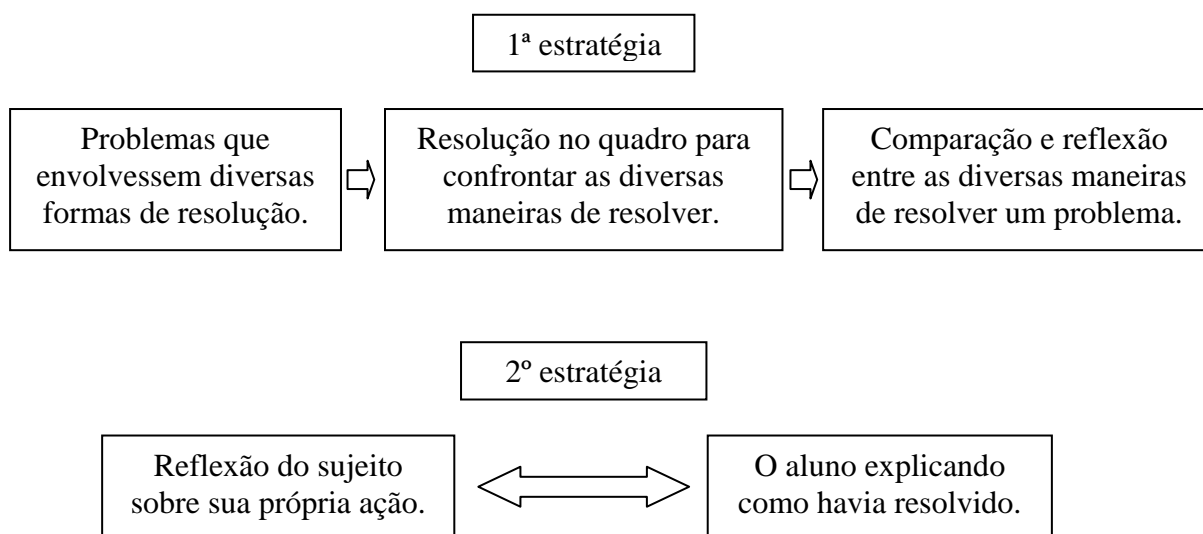 1ª estratégia
Problemas que
envolvessem diversas
formas de resolução.
Resolução no quadro para
confrontar as diversas
maneiras de resolver.
Comparação e reflexão
entre as diversas maneiras
de resolver um problema.
2º estratégia
Reflexão do sujeito
sobre sua própria ação.
O aluno explicando
como havia resolvido.